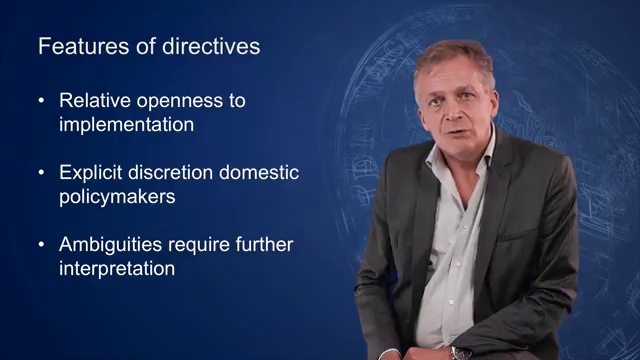 Features of directives
• Relative openness to
implementation
• Explicit discretion domestic
policymakers
• Ambiguities require further
interpretation